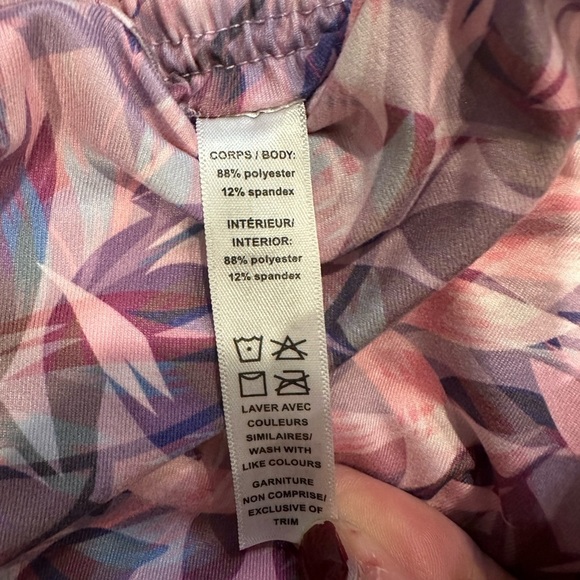 CORPS / BODY:
88% polyester
12% spandex
INTÉRIEUR/
INTERIOR:
88% polyester
12% spandex
LAVER AVEC
COULEURS
SIMILAIRES/
WASH WITH
LIKE COLOURS
GARNITURE
NON COMPRISE/
EXCLUSIVE OF
TRIM